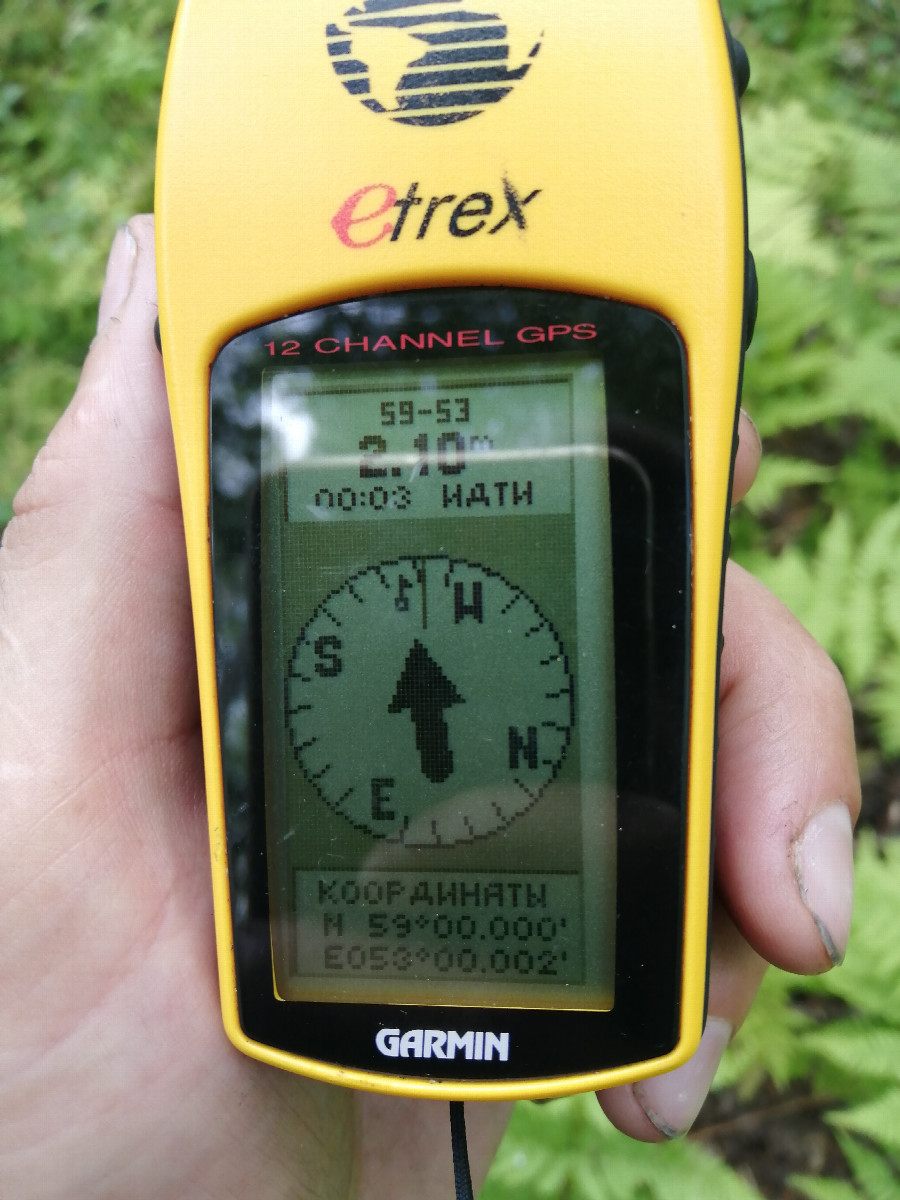 etrex
12 CHANNEL GPS
59-53
2.10m
00:03 ИДТИ
W
S
N
E
КООРДИНАТЫ
N 59°00.000'
E053°00.002'
GARMIN